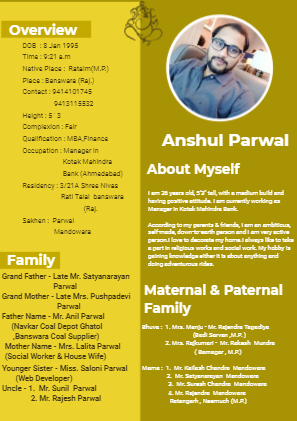 Overview
DOB : 8 Jan 1995
Time : 9:21 a.m
Native Place : Ratalm(M.P.)
Place : Banswara (Raj.)
Contact : 9414101745
9413115532
Height : 5' 3
Complexion : Fair
Qualification : MBA,Finance
Occupation : Manager in
Kotak Mahindra
Bank (Ahmedabad)
Residency : 3/21A Shree Nivas
Rati Talai banswara
(Raj.)
Sakhen : Parwal
Mandowara
Family
Grand Father - Late Mr. Satyanarayan
Parwal
Grand Mother - Late Mrs. Pushpadevi
Parwal
Father Name - Mr. Anil Parwal
(Navkar Coal Depot Ghatol
,Banswara Coal Supplier)
Mother Name - Mrs. Lalita Parwal
(Social Worker & House Wife)
Younger Sister - Miss. Saloni Parwal
(Web Developer)
Uncle - 1. Mr. Sunil Parwal
2. Mr. Rajesh Parwal
Anshul Parwal
About Myself
I am 28 years old, 5'3" tall, with a medium build and
having positive attitude. I am currently working as
Manager in Kotak Mahindra Bank.
According to my parents & friends, I am an ambitious,
self-made, down-to-earth person and I am very active
person.I love to decorate my home.I always like to take
a part in religious works and social work. My hobby is
gaining knowledge either it is about anything and
doing adventurous rides.
Maternal & Paternal
Family
Bhuva : 1. Mrs. Manju - Mr. Rajendra
(Badi Sarvan ,M.P.)
2. Mrs. Rajkumari - Mr. Rakesh Mundra
( Barnagar , M.P.)
Mama : 1. Mr. Kailash Chandra Mandowara
2. Mr. Satyanarayan Mandowara
3. Mr. Suresh Chandra Mandowara
4. Mr. Rajendra Mandowara
Ratangarh , Neemuch (M.P.)